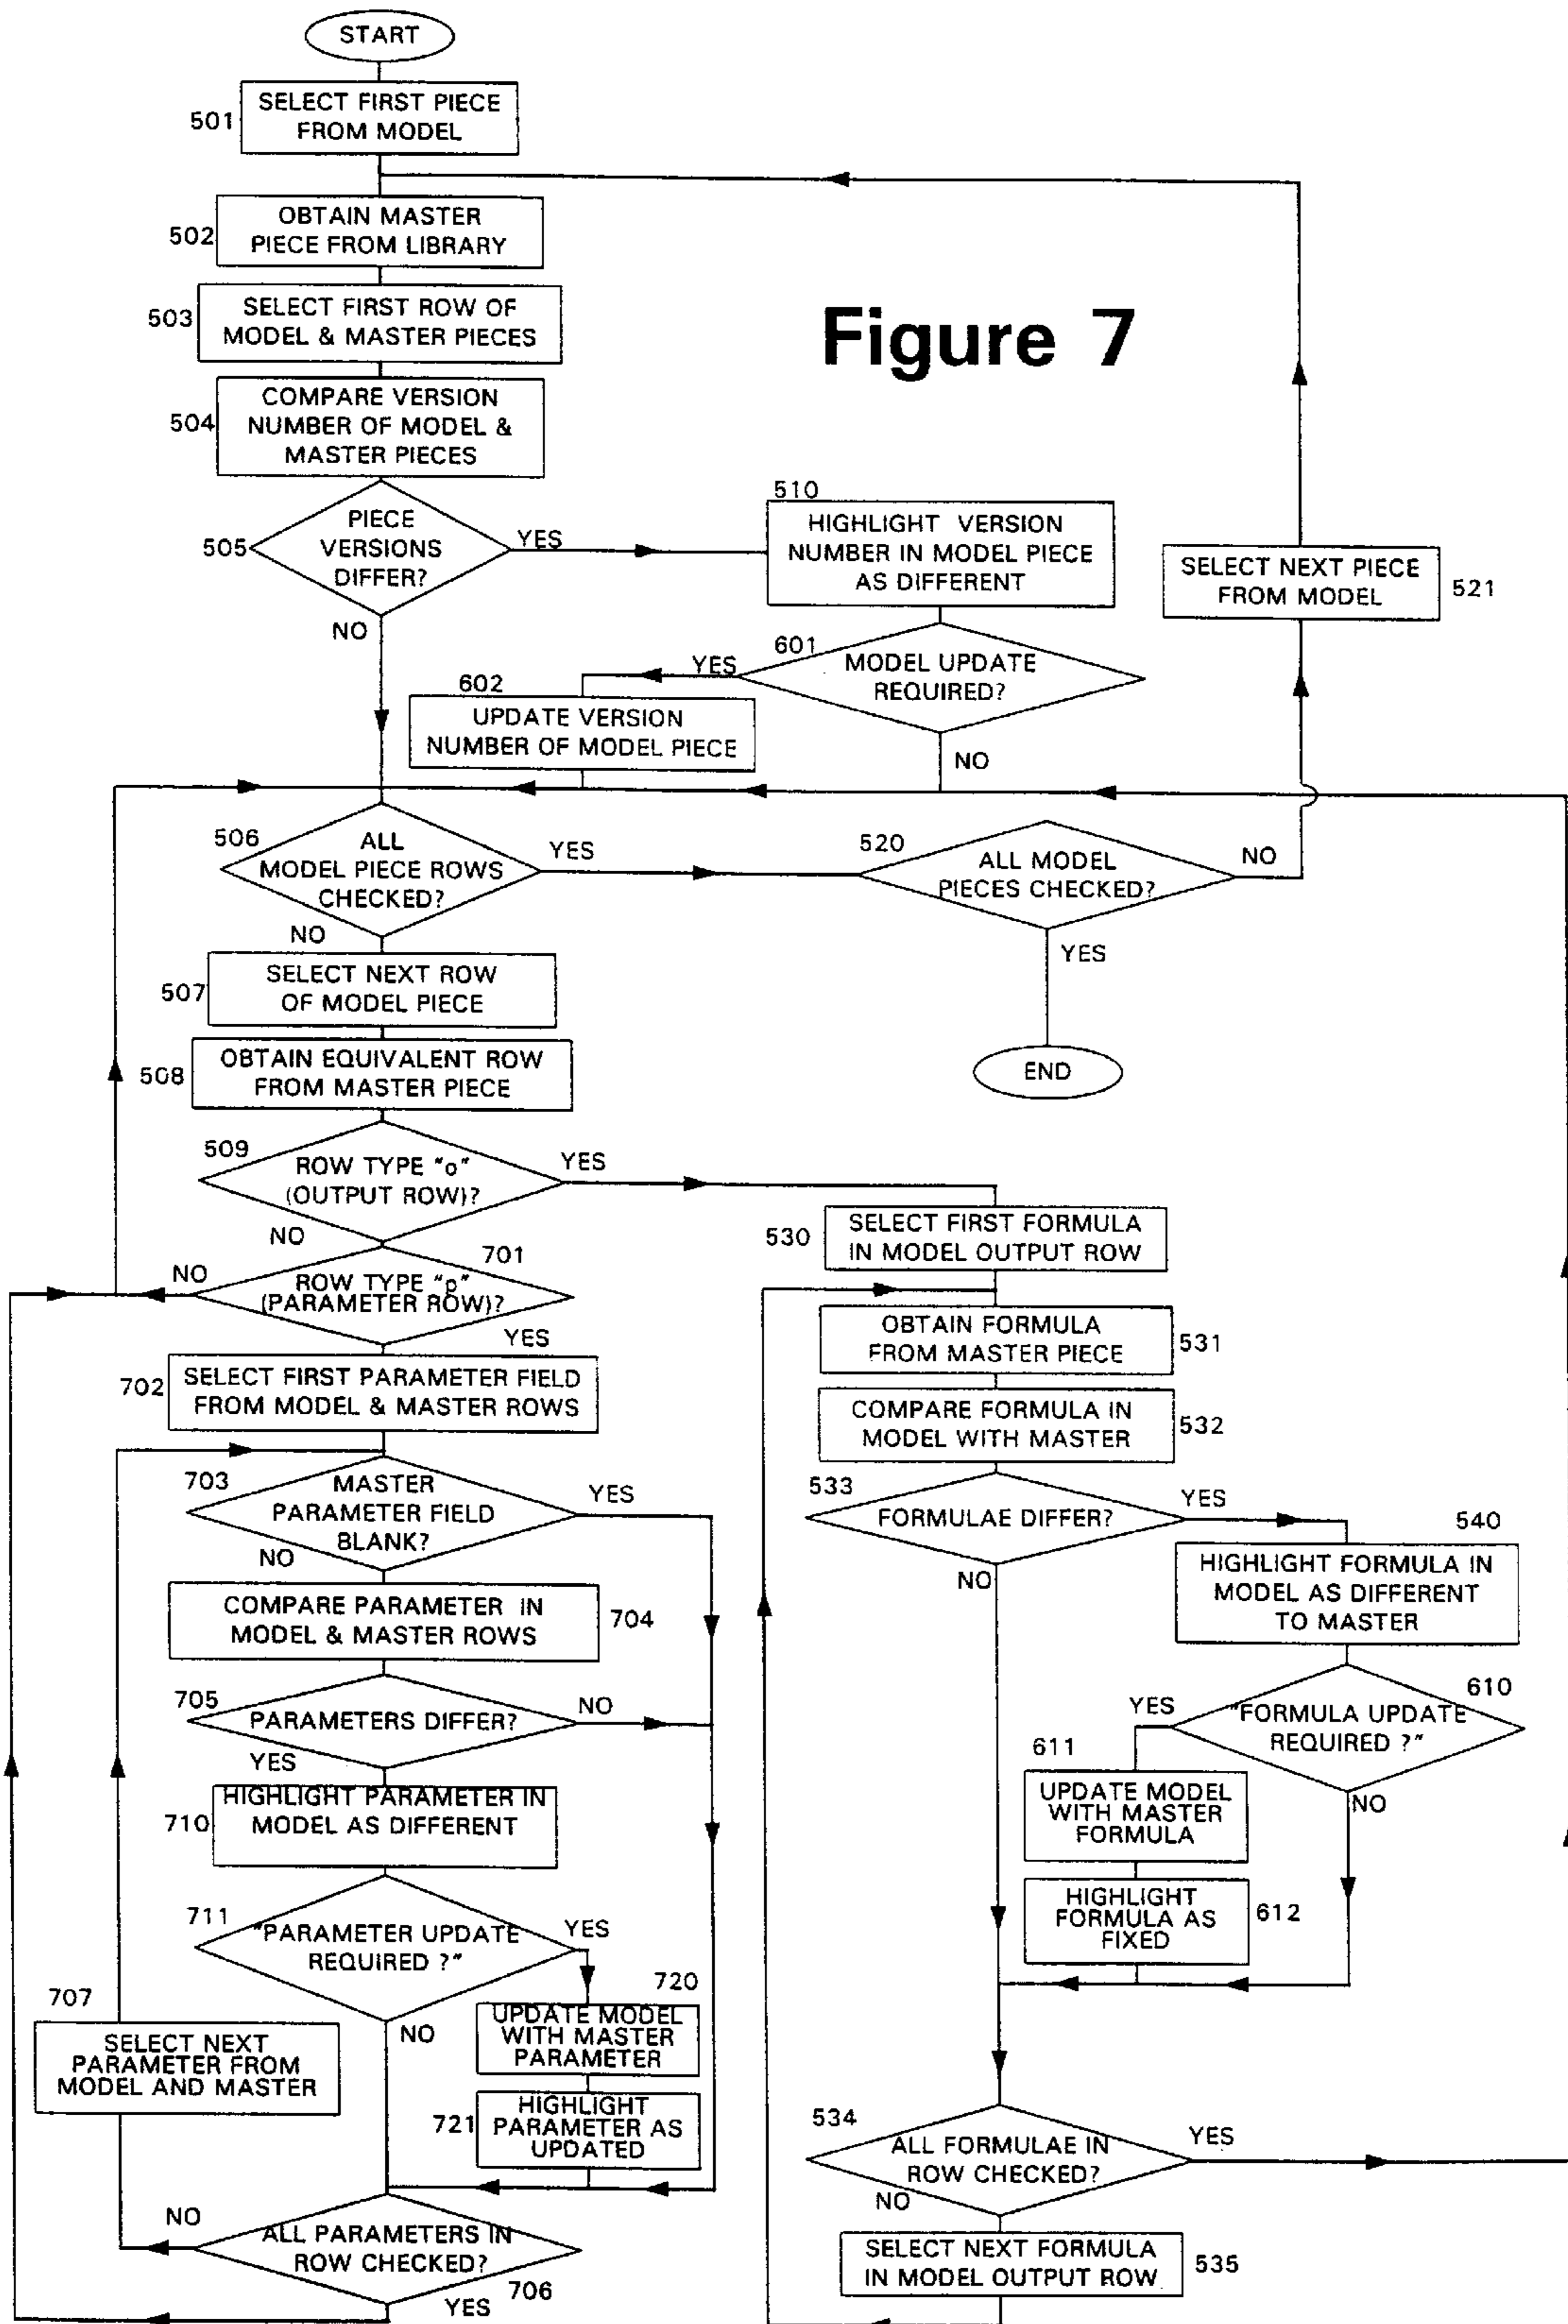 START
501
SELECT FIRST PIECE
FROM MODEL
502
OBTAIN MASTER
PIECE FROM LIBRARY
503
SELECT FIRST ROW OF
MODEL & MASTER PIECES
Figure 7
504
COMPARE VERSION
NUMBER OF MODEL &
MASTER PIECES
505
PIECE
VERSIONS
DIFFER?
YES
NO
510
HIGHLIGHT VERSION
NUMBER IN MODEL PIECE
AS DIFFERENT
SELECT NEXT PIECE
FROM MODEL
521
601
MODEL UPDATE
REQUIRED?
YES
NO
602
UPDATE VERSION
NUMBER OF MODEL PIECE
506
ALL
MODEL PIECE ROWS
CHECKED?
YES
NO
520
ALL MODEL
PIECES CHECKED?
NO
YES
END
507
SELECT NEXT ROW
OF MODEL PIECE
508
OBTAIN EQUIVALENT ROW
FROM MASTER PIECE
509
ROW TYPE "o"
(OUTPUT ROW)?
YES
NO
701
ROW TYPE "p"
(PARAMETER ROW)?
NO
YES
702
SELECT FIRST PARAMETER FIELD
FROM MODEL & MASTER ROWS
703
MASTER
PARAMETER FIELD
BLANK?
YES
NO
COMPARE PARAMETER IN
MODEL & MASTER ROWS
704
705
PARAMETERS DIFFER?
NO
YES
710
HIGHLIGHT PARAMETER IN
MODEL AS DIFFERENT
711
"PARAMETER UPDATE
REQUIRED ?"
YES
NO
720
UPDATE MODEL
WITH MASTER
PARAMETER
721
HIGHLIGHT
PARAMETER AS
UPDATED
707
SELECT NEXT
PARAMETER FROM
MODEL AND MASTER
NO
ALL PARAMETERS IN
ROW CHECKED?
706
YES
530
SELECT FIRST FORMULA
IN MODEL OUTPUT ROW
OBTAIN FORMULA
FROM MASTER PIECE
531
COMPARE FORMULA IN
MODEL WITH MASTER
532
533
FORMULAE DIFFER?
YES
NO
540
HIGHLIGHT FORMULA IN
MODEL AS DIFFERENT
TO MASTER
610
"FORMULA UPDATE
REQUIRED ?"
YES
NO
611
UPDATE MODEL
WITH MASTER
FORMULA
HIGHLIGHT
FORMULA AS
FIXED
612
534
ALL FORMULAE IN
ROW CHECKED?
YES
NO
SELECT NEXT FORMULA
IN MODEL OUTPUT ROW
535